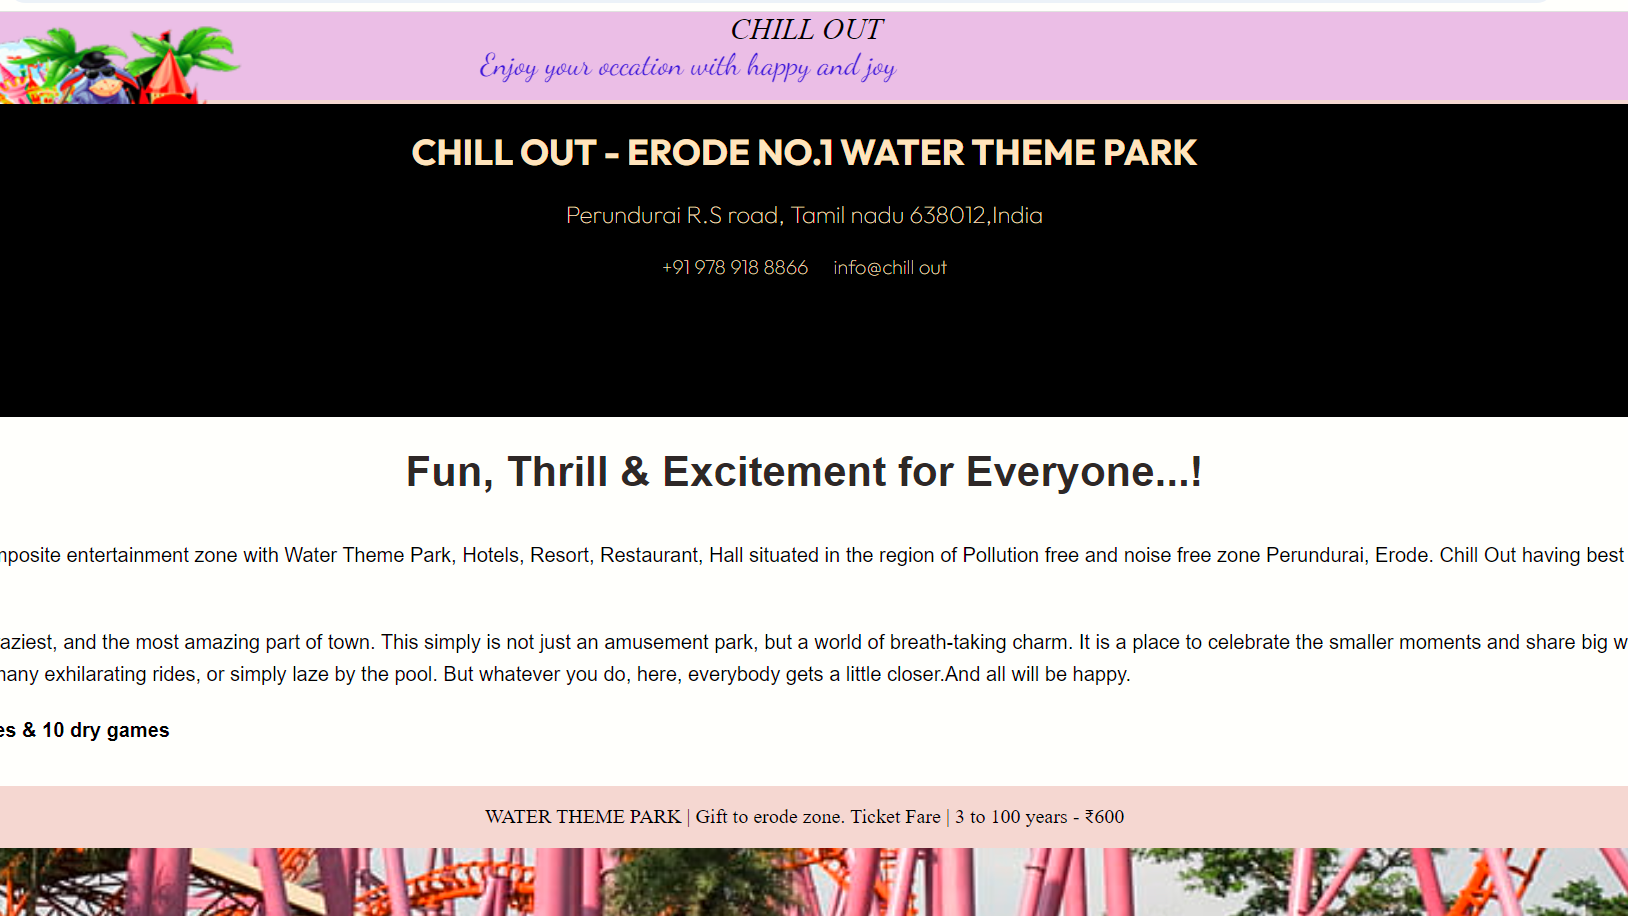 CHILL OUT
Enjoy your occation with happy and joy
CHILL OUT - ERODE NO.1 WATER THEME PARK
Perundurai R.S road, Tamil nadu 638012,India
+91 978 918 8866 info@chill out
Fun, Thrill & Excitement for Everyone...!
entertainment zone with Water Theme Park, Hotels, Resort, Restaurant, Hall situated in the region of Pollution free and noise free zone Perundurai, Erode. Chill Out having best
and the most amazing part of town. This simply is not just an amusement park, but a world of breath-taking charm. It is a place to celebrate the smaller moments and share big
exhilarating rides, or simply laze by the pool. But whatever you do, here, everybody gets a little closer.And all will be happy.
& 10 dry games
WATER THEME PARK | Gift to erode zone. Ticket Fare | 3 to 100 years - ₹600